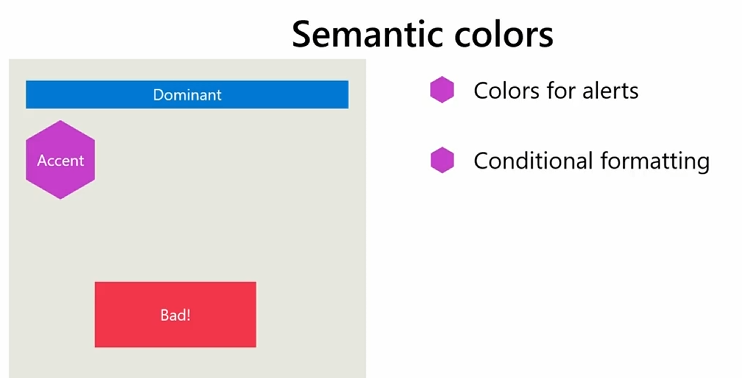 Semantic colors
Dominant
Accent
Bad!
Colors for alerts
Conditional formatting